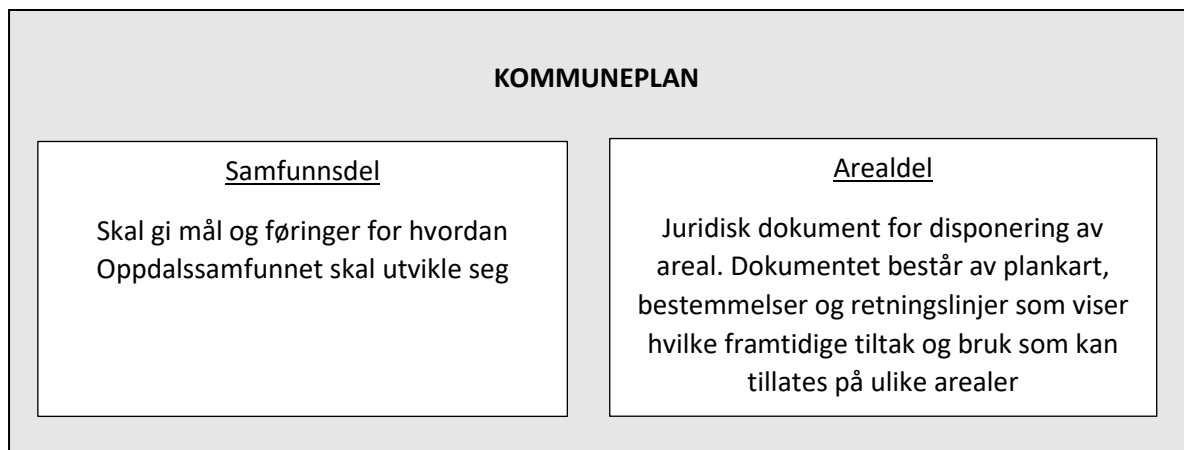 KOMMUNEPLAN
Samfunnsdel
Skal gi mål og føringer for hvordan
Oppdalssamfunnet skal utvikle seg
Arealdel
Juridisk dokument for disponering av
areal. Dokumentet består av plankart,
bestemmelser og retningslinjer som viser
hvilke framtidige tiltak og bruk som kan
tillates på ulike arealer